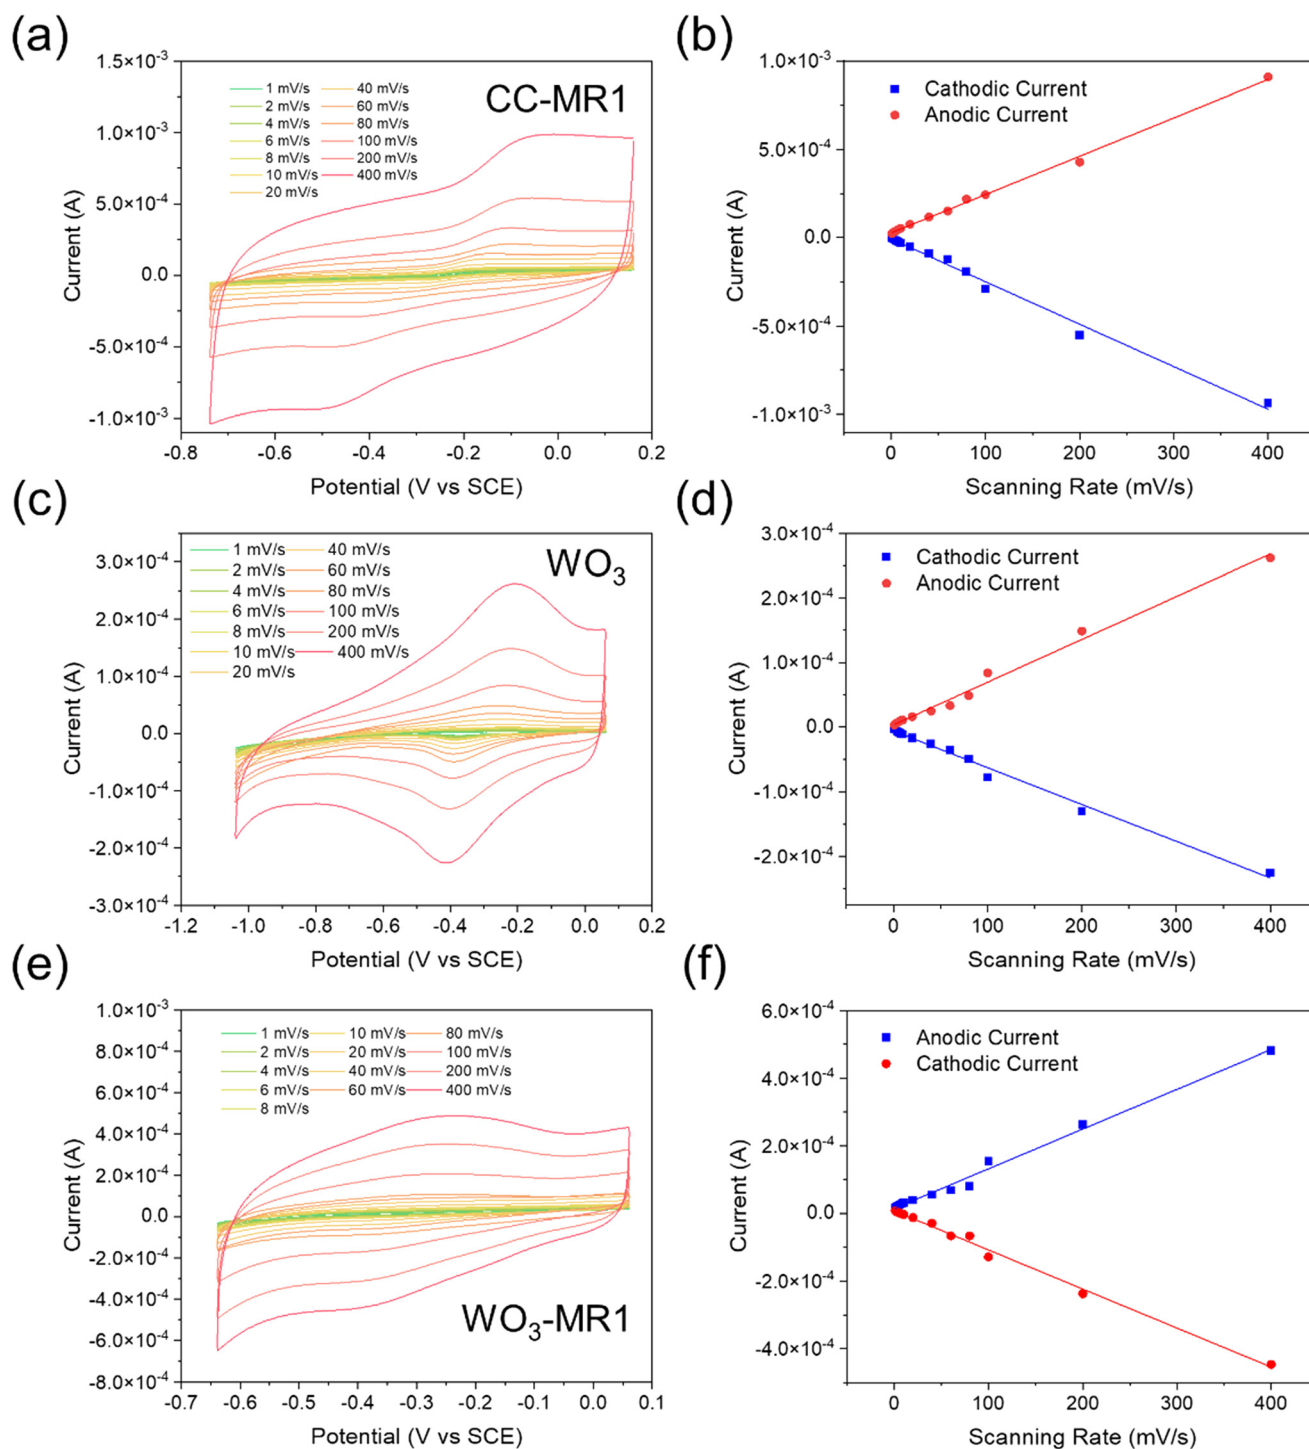 (a)
1.5×10⁻³
1.0×10⁻³
5.0×10⁻⁴
0.0
-5.0×10⁻⁴
-1.0×10⁻³
Current (A)
1 mV/s 40 mV/s
2 mV/s 60 mV/s
4 mV/s 80 mV/s
6 mV/s 100 mV/s
8 mV/s 200 mV/s
10 mV/s 400 mV/s
20 mV/s
CC-MR1
-0.8 -0.6 -0.4 -0.2 0.0 0.2
Potential (V vs SCE)
(b)
1.0×10⁻³
5.0×10⁻⁴
0.0
-5.0×10⁻⁴
-1.0×10⁻³
Current (A)
Cathodic Current
Anodic Current
0 100 200 300 400
Scanning Rate (mV/s)
(c)
3.0×10⁻⁴
2.0×10⁻⁴
1.0×10⁻⁴
0.0
-1.0×10⁻⁴
-2.0×10⁻⁴
-3.0×10⁻⁴
Current (A)
1 mV/s 40 mV/s
2 mV/s 60 mV/s
4 mV/s 80 mV/s
6 mV/s 100 mV/s
8 mV/s 200 mV/s
10 mV/s 400 mV/s
20 mV/s
WO₃
-1.2 -1.0 -0.8 -0.6 -0.4 -0.2 0.0 0.2
Potential (V vs SCE)
(d)
3.0×10⁻⁴
2.0×10⁻⁴
1.0×10⁻⁴
0.0
-1.0×10⁻⁴
-2.0×10⁻⁴
Current (A)
Cathodic Current
Anodic Current
0 100 200 300 400
Scanning Rate (mV/s)
(e)
1.0×10⁻³
8.0×10⁻⁴
6.0×10⁻⁴
4.0×10⁻⁴
2.0×10⁻⁴
0.0
-2.0×10⁻⁴
-4.0×10⁻⁴
-6.0×10⁻⁴
-8.0×10⁻⁴
Current (A)
1 mV/s 10 mV/s 80 mV/s
2 mV/s 20 mV/s 100 mV/s
4 mV/s 40 mV/s 200 mV/s
6 mV/s 60 mV/s 400 mV/s
8 mV/s
WO₃-MR1
-0.7 -0.6 -0.5 -0.4 -0.3 -0.2 -0.1 0.0 0.1
Potential (V vs SCE)
(f)
6.0×10⁻⁴
4.0×10⁻⁴
2.0×10⁻⁴
0.0
-2.0×10⁻⁴
-4.0×10⁻⁴
Current (A)
Anodic Current
Cathodic Current
0 100 200 300 400
Scanning Rate (mV/s)